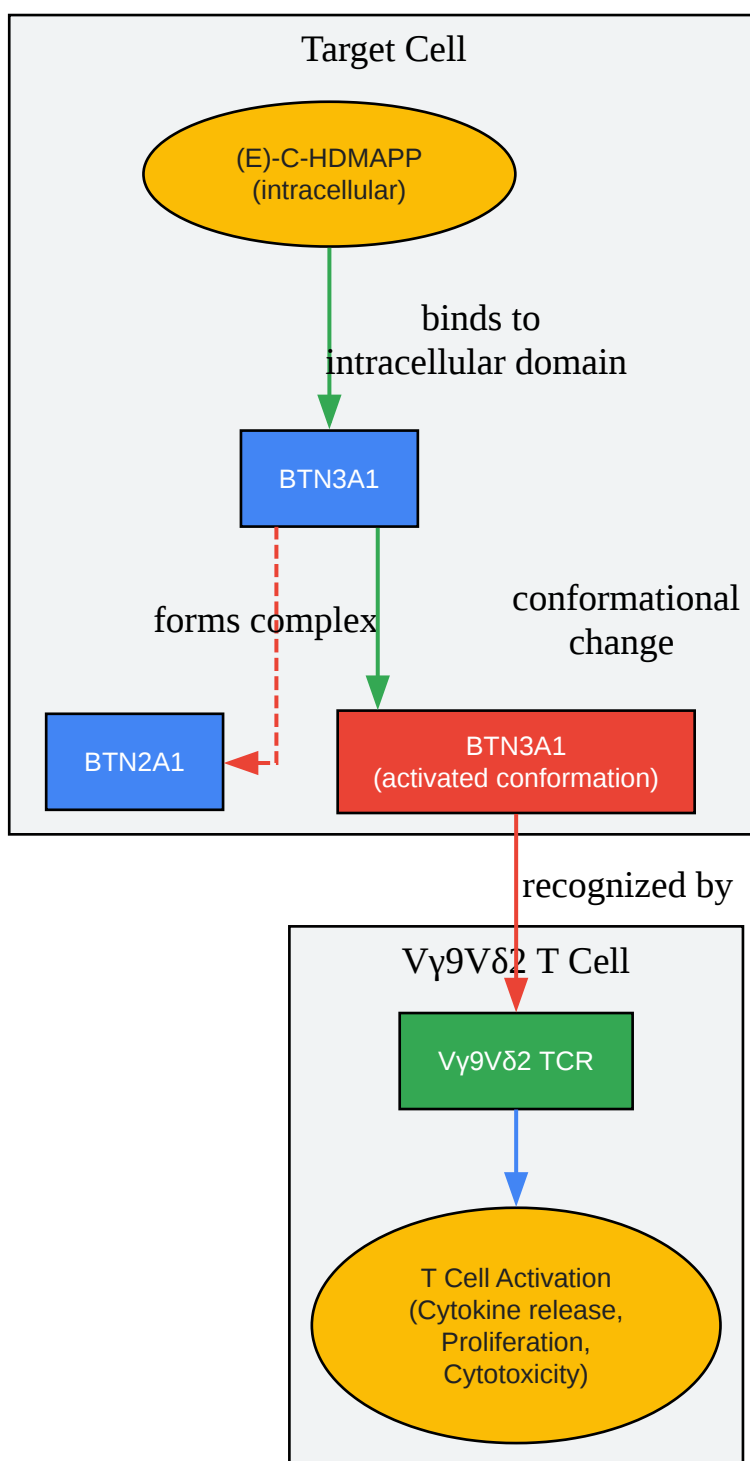 Target Cell
(E)-C-HDMAPP
(intracellular)
binds to
intracellular domain
BTN3A1
forms complex
conformational
change
BTN2A1
BTN3A1
(activated conformation)
recognized by
Vγ9Vδ2 T Cell
Vγ9Vδ2 TCR
T Cell Activation
(Cytokine release,
Proliferation,
Cytotoxicity)